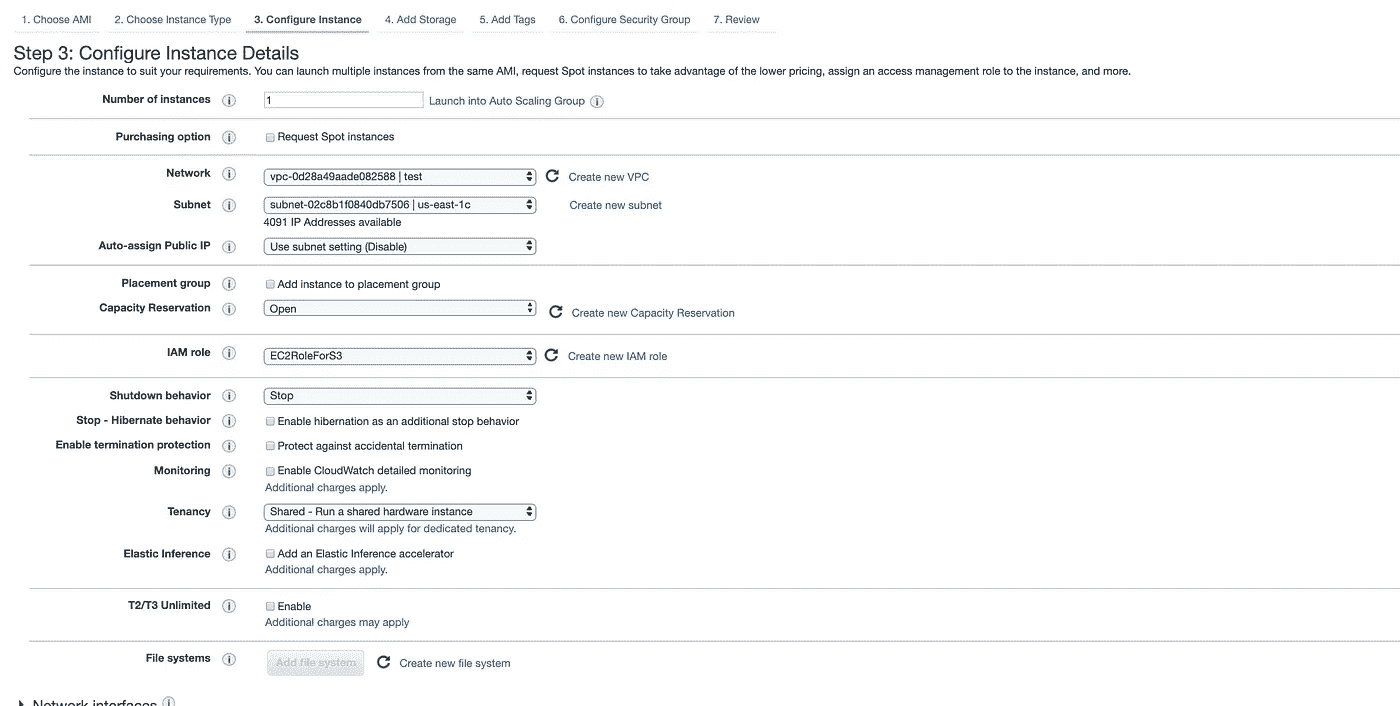 1. Choose AMI 2. Choose Instance Type 3. Configure Instance 4. Add Storage 5. Add Tags 6. Configure Security Group 7. Review
Step 3: Configure Instance Details
Configure the instance to suit your requirements. You can launch multiple instances from the same AMI, request Spot instances to take advantage of the lower pricing, assign an access management role to the instance, and more.
Number of instances 1 Launch into Auto Scaling Group
Purchasing option Request Spot instances
Network vpc-0d28a49aade082588 | test Create new VPC
Subnet subnet-02c8b1f0840db7506 | us-east-1c Create new subnet
4091 IP Addresses available
Auto-assign Public IP Use subnet setting (Disable)
Placement group Add instance to placement group
Capacity Reservation Open Create new Capacity Reservation
IAM role EC2RoleForS3 Create new IAM role
Shutdown behavior Stop
Stop - Hibernate behavior Enable hibernation as an additional stop behavior
Enable termination protection Protect against accidental termination
Monitoring Enable CloudWatch detailed monitoring
Additional charges apply.
Tenancy Shared - Run a shared hardware instance
Additional charges will apply for dedicated tenancy.
Elastic Inference Add an Elastic Inference accelerator
Additional charges apply.
T2/T3 Unlimited Enable
Additional charges may apply
File systems Add file system Create new file system
Network interfaces